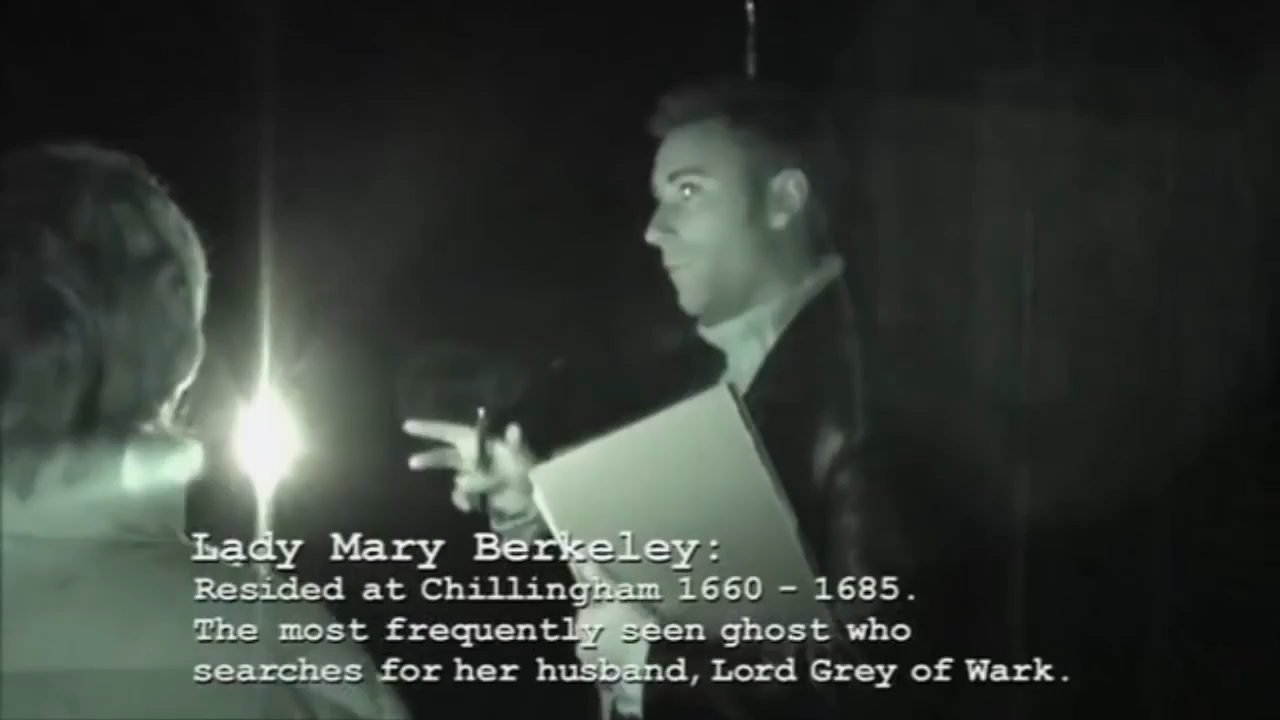 Lady Mary Berkeley:
Resided at Chillingham 1660 - 1685.
The most frequently seen ghost who
searches for her husband, Lord Grey of Wark.